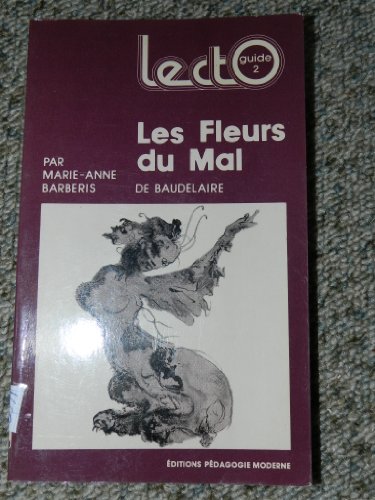 lectO
guide
2
Les Fleurs
du Mal
PAR
MARIE-ANNE
BARBERIS
DE BAUDELAIRE
ÉDITIONS PÉDAGOGIE MODERNE